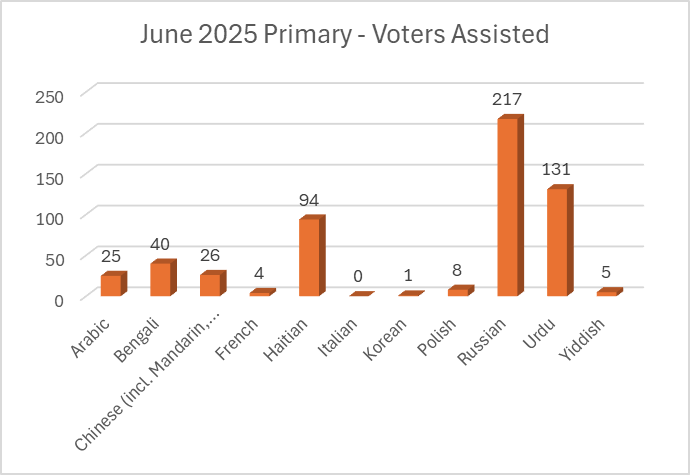 June 2025 Primary - Voters Assisted
250
200
150
100
50
0
25
40
26
4
94
0
1
8
217
131
5
Arabic
Bengali
Chinese (incl. Mandarin,...
French
Haitian
Italian
Korean
Polish
Russian
Urdu
Yiddish